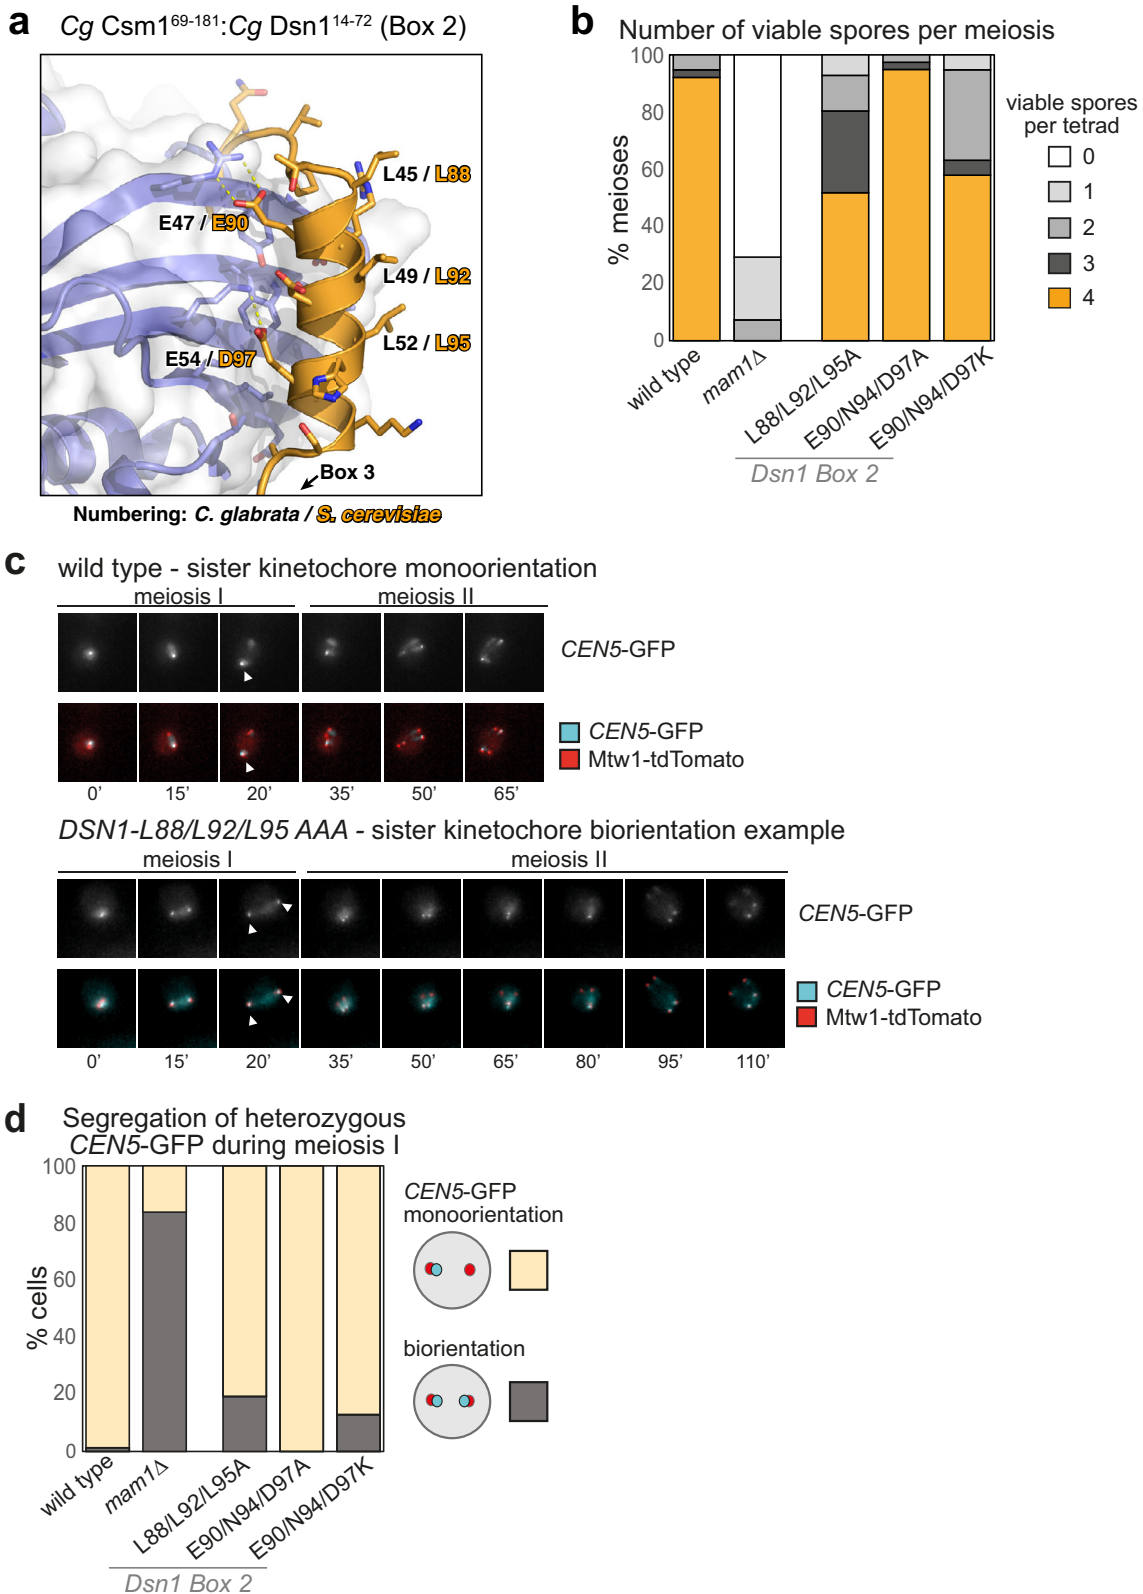 a
Cg Csm1⁶⁹⁻¹⁸¹:Cg Dsn1¹⁴⁻⁷² (Box 2)
L45 / L88
E47 / E90
L49 / L92
L52 / L95
E54 / D97
Box 3
Numbering: C. glabrata / S. cerevisiae
b
Number of viable spores per meiosis
% meioses
100
80
60
40
20
0
wild type
mam1Δ
L88/L92/L95A
E90/N94/D97A
E90/N94/D97K
Dsn1 Box 2
viable spores
per tetrad
0
1
2
3
4
c
wild type - sister kinetochore monoorientation
meiosis I
meiosis II
CEN5-GFP
CEN5-GFP
Mtw1-tdTomato
0' 15' 20' 35' 50' 65'
DSN1-L88/L92/L95 AAA - sister kinetochore biorientation example
meiosis I
meiosis II
CEN5-GFP
CEN5-GFP
Mtw1-tdTomato
0' 15' 20' 35' 50' 65' 80' 95' 110'
d
Segregation of heterozygous
CEN5-GFP during meiosis I
% cells
100
80
60
40
20
0
wild type
mam1Δ
L88/L92/L95A
E90/N94/D97A
E90/N94/D97K
Dsn1 Box 2
CEN5-GFP
monoorientation
biorientation